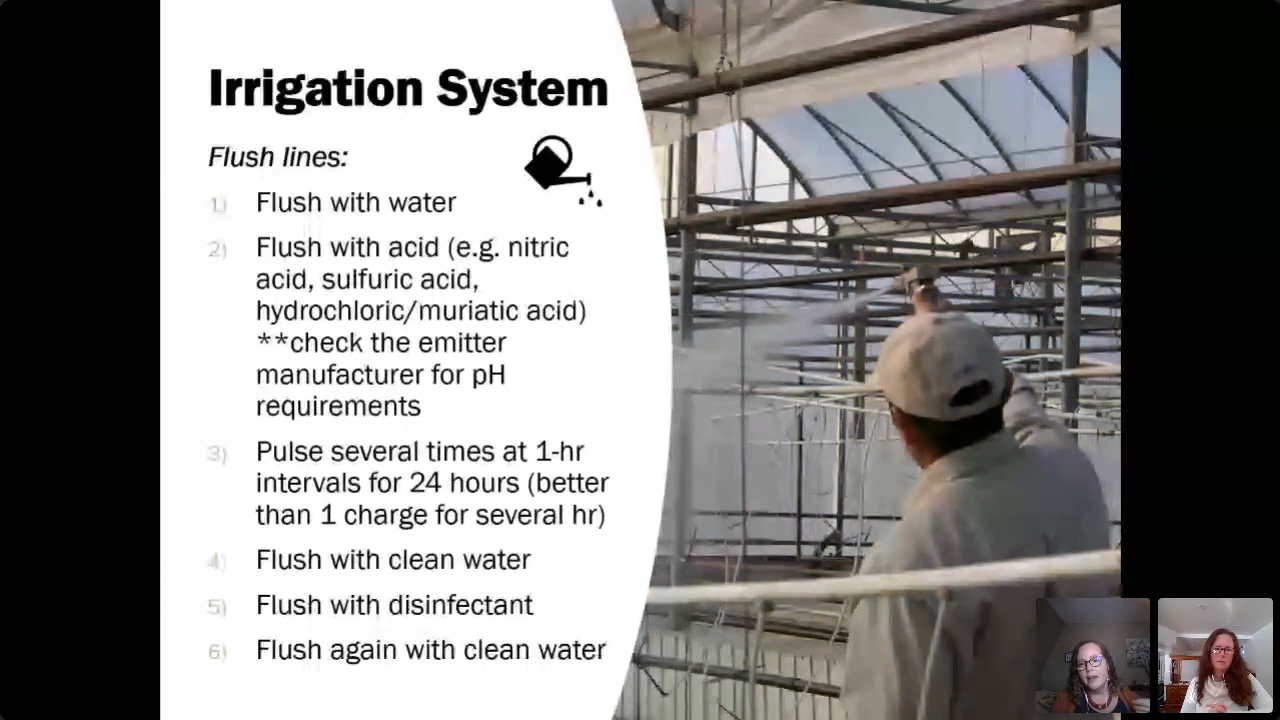 Irrigation System
Flush lines:
1) Flush with water
2) Flush with acid (e.g. nitric
acid, sulfuric acid,
hydrochloric/muriatic acid)
**check the emitter
manufacturer for pH
requirements
3) Pulse several times at 1-hr
intervals for 24 hours (better
than 1 charge for several hr)
4) Flush with clean water
5) Flush with disinfectant
6) Flush again with clean water